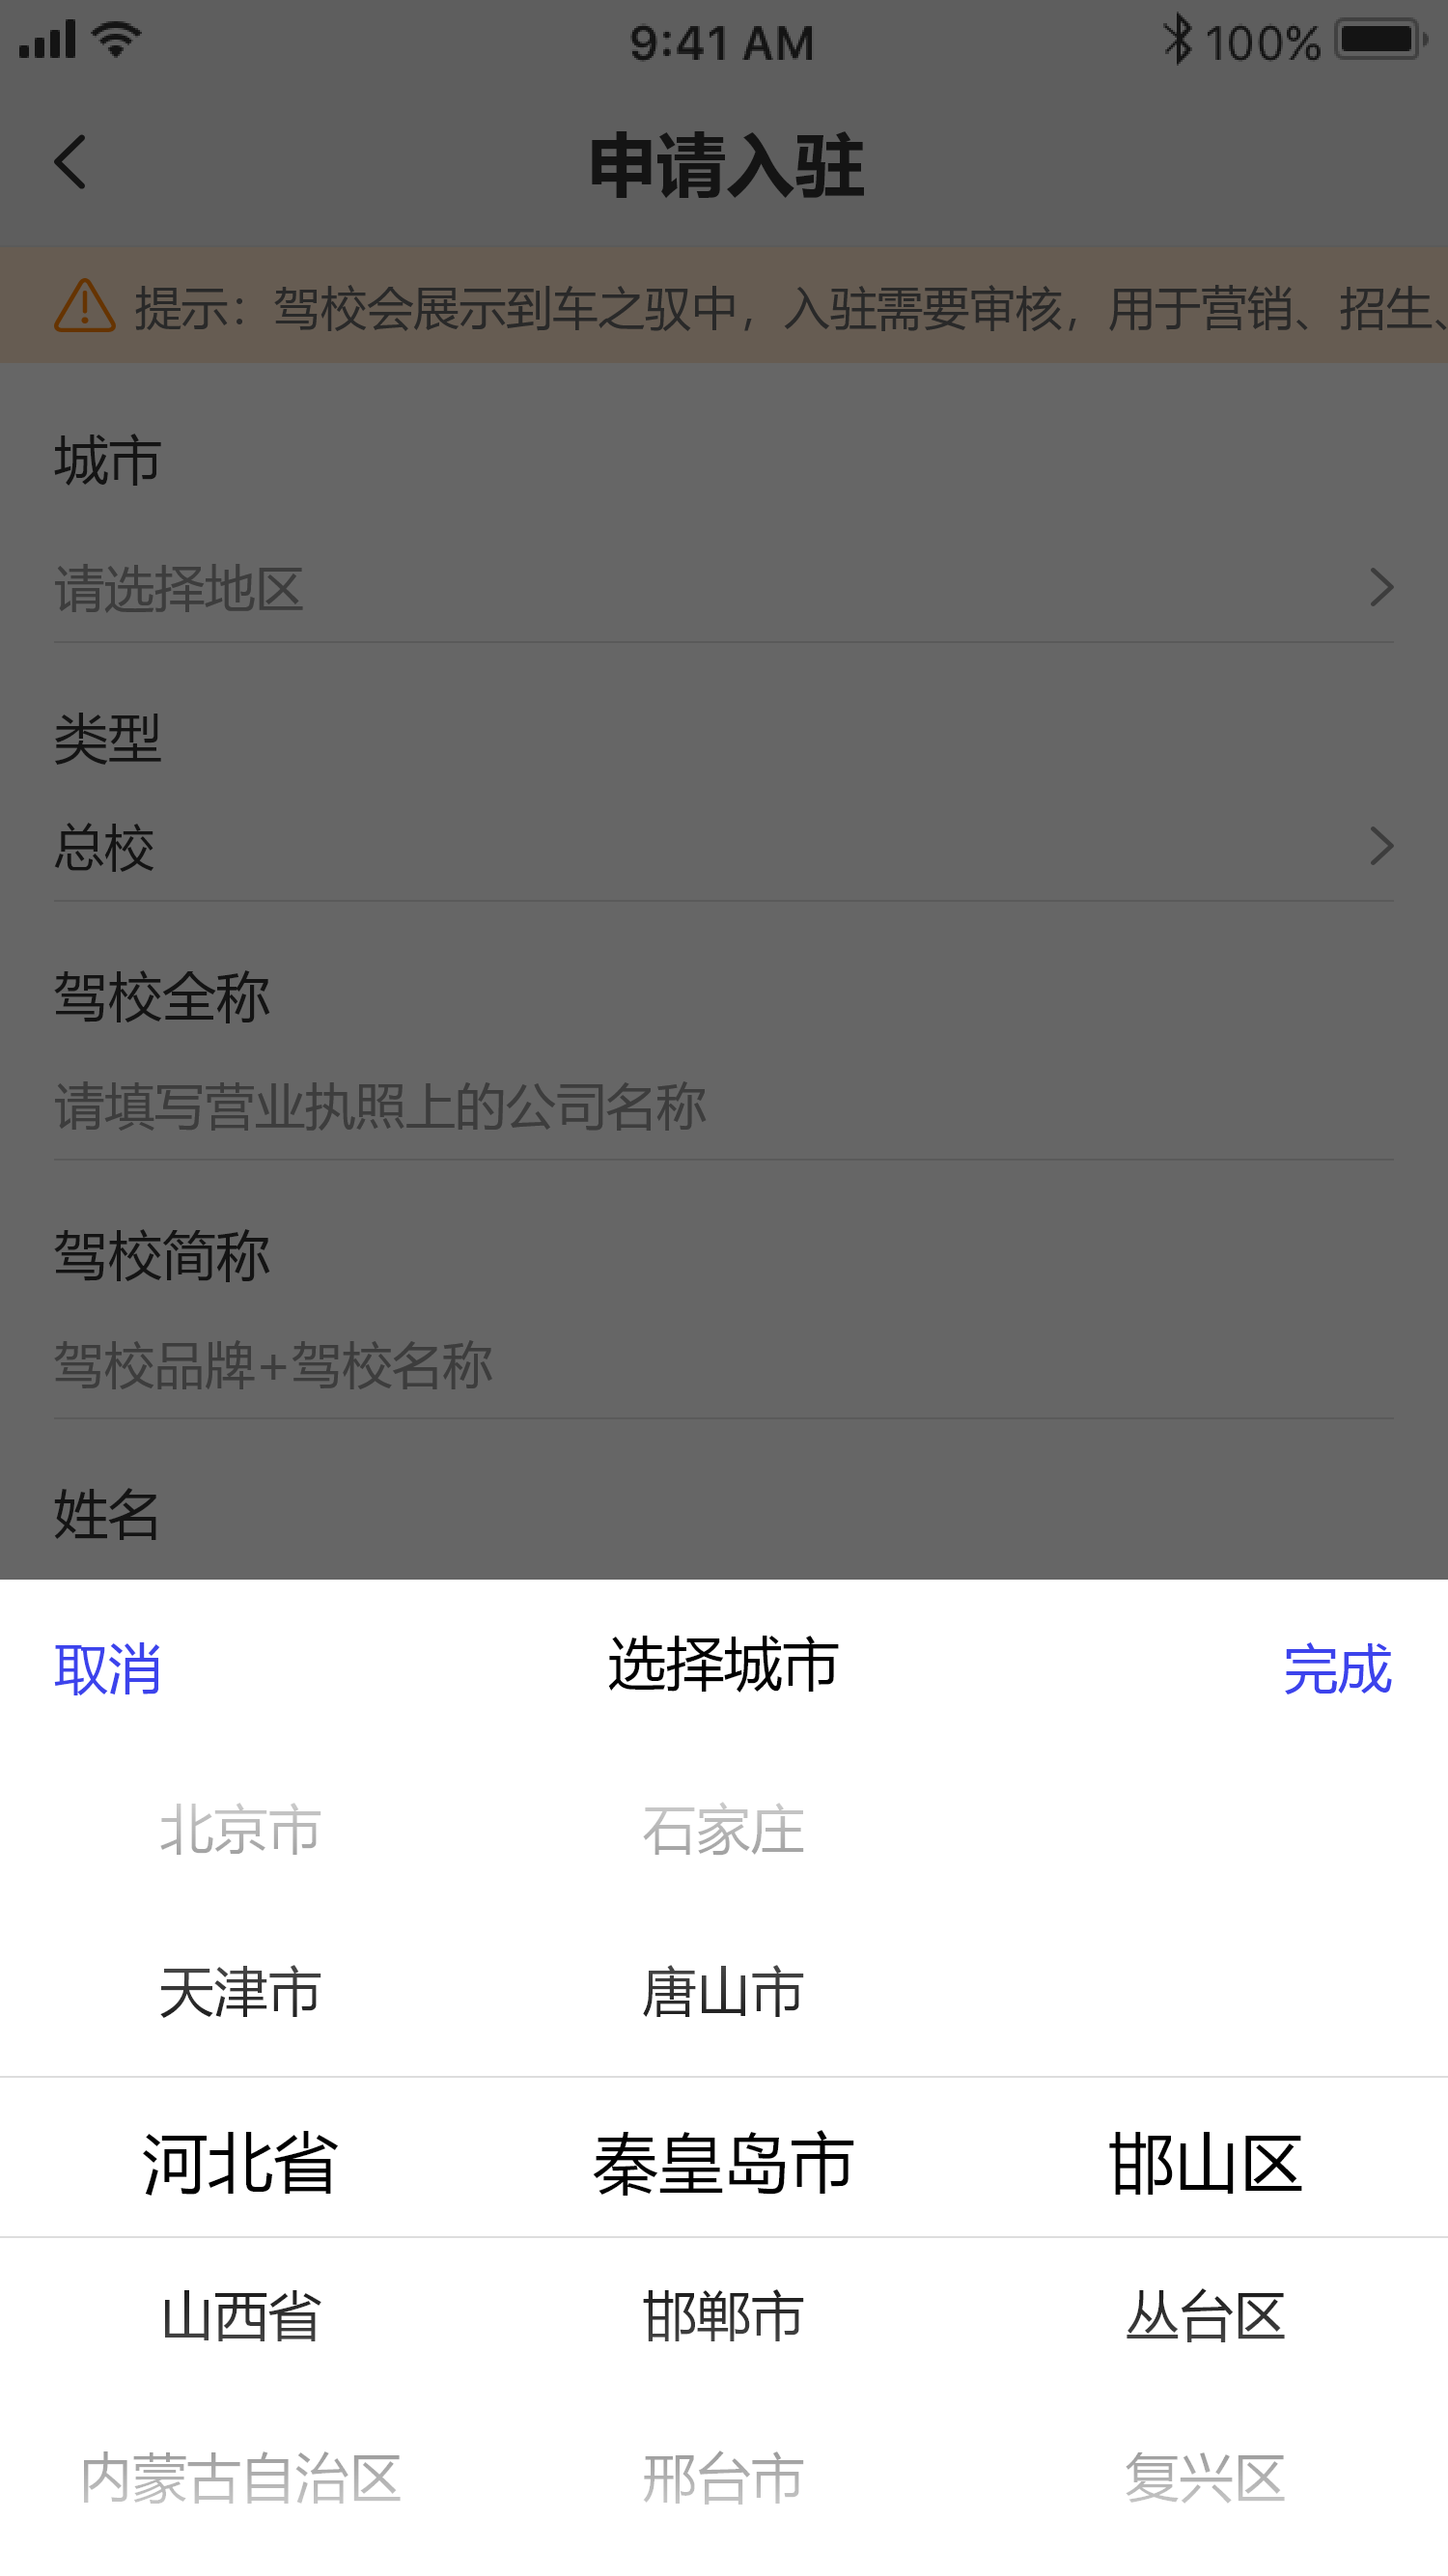 9:41 AM
100%
申请入驻
提示：驾校会展示到车之驭中，入驻需要审核，用于营销、招生、
城市
请选择地区
类型
总校
驾校全称
请填写营业执照上的公司名称
驾校简称
驾校品牌+驾校名称
姓名
取消 选择城市 完成
北京市 石家庄
天津市 唐山市
河北省 秦皇岛市 邯山区
山西省 邯郸市 丛台区
内蒙古自治区 邢台市 复兴区